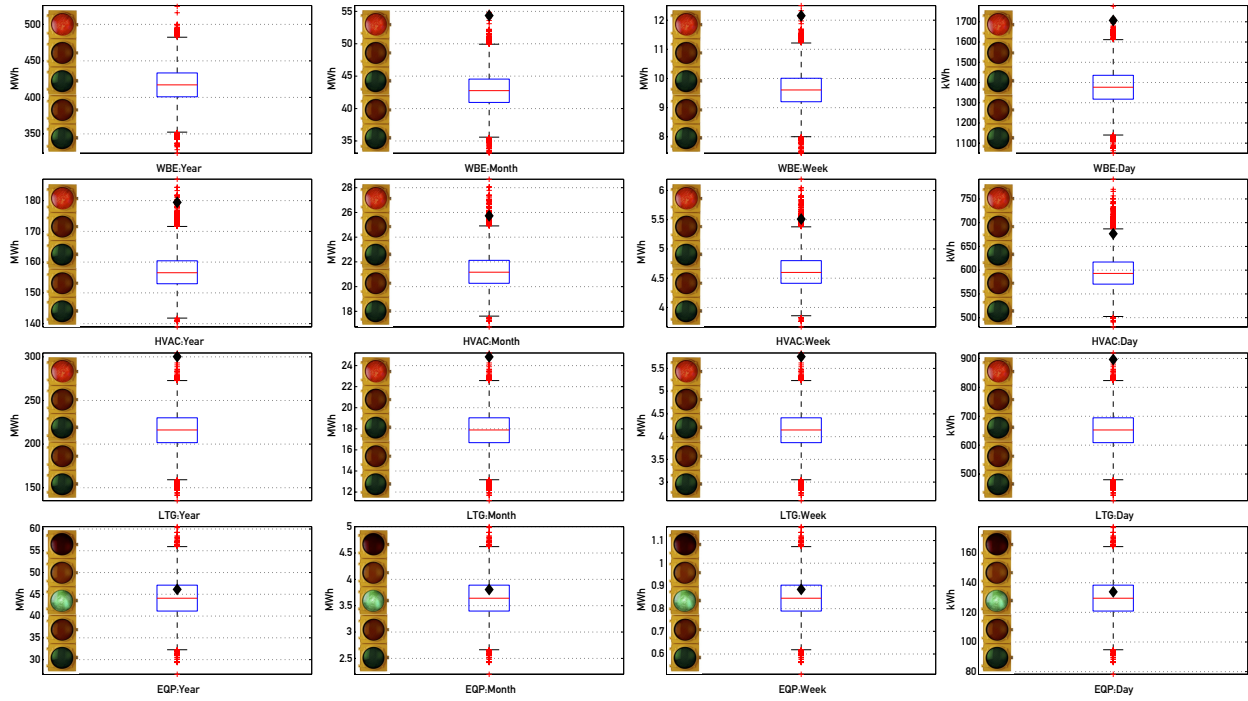 500
450
400
350
MWh
WBE:Year
55
50
45
40
35
MWh
WBE:Month
12
11
10
9
8
MWh
WBE:Week
1700
1600
1500
1400
1300
1200
1100
kWh
WBE:Day
180
170
160
150
140
MWh
HVAC:Year
28
26
24
22
20
18
MWh
HVAC:Month
6
5.5
5
4.5
4
MWh
HVAC:Week
750
700
650
600
550
500
kWh
HVAC:Day
300
250
200
150
MWh
LTG:Year
24
22
20
18
16
14
12
MWh
LTG:Month
5.5
5
4.5
4
3.5
3
MWh
LTG:Week
900
800
700
600
500
kWh
LTG:Day
60
55
50
45
40
35
30
MWh
EQP:Year
5
4.5
4
3.5
3
2.5
MWh
EQP:Month
1.1
1
0.9
0.8
0.7
0.6
MWh
EQP:Week
160
140
120
100
80
kWh
EQP:Day